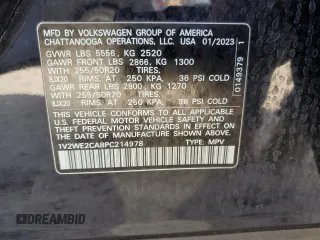 MFD BY VOLKSWAGEN GROUP OF AMERICA
CHATTANOOGA OPERATIONS, LLC. USA 01/2023
GVWR LBS 5556, KG 2520
GAWR FRONT LBS 2866, KG 1300
WITH 255/50R20 TIRES,
8JX20 RIMS, AT 250 KPA, 36 PSI COLD
GAWR REAR LBS 2800, KG 1270
WITH 255/50R20 TIRES,
8JX20 RIMS, AT 250 KPA, 36 PSI COLD
THIS VEHICLE CONFORMS TO ALL APPLICABLE
U.S. FEDERAL MOTOR VEHICLE SAFETY
STANDARDS IN EFFECT ON THE DATE OF
MANUFACTURE SHOWN ABOVE
1V2WE2CA8PC214978 TYPE: MPV
0149379 1
© DREAMBID
DREAMBID.COM